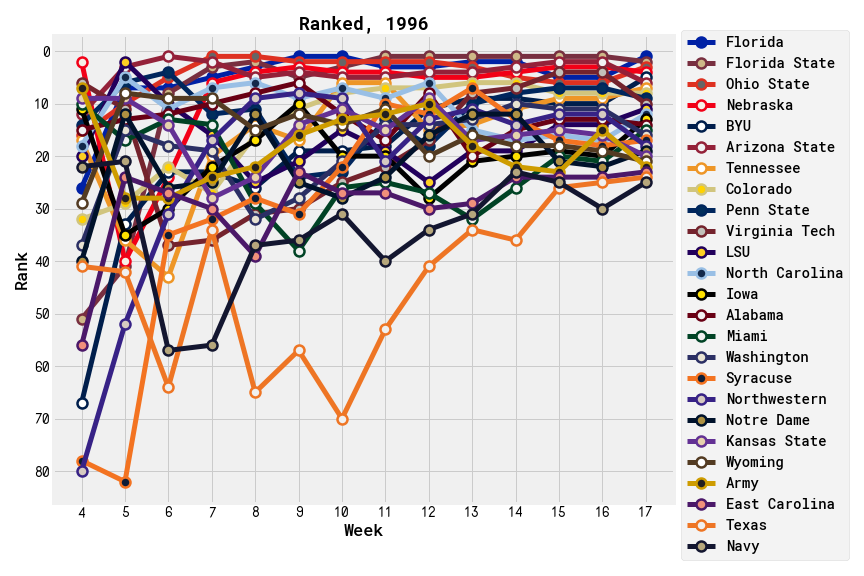 Ranked, 1996
Rank
0
10
20
30
40
50
60
70
80
4 5 6 7 8 9 10 11 12 13 14 15 16 17
Week
Florida
Florida State
Ohio State
Nebraska
BYU
Arizona State
Tennessee
Colorado
Penn State
Virginia Tech
LSU
North Carolina
Iowa
Alabama
Miami
Washington
Syracuse
Northwestern
Notre Dame
Kansas State
Wyoming
Army
East Carolina
Texas
Navy